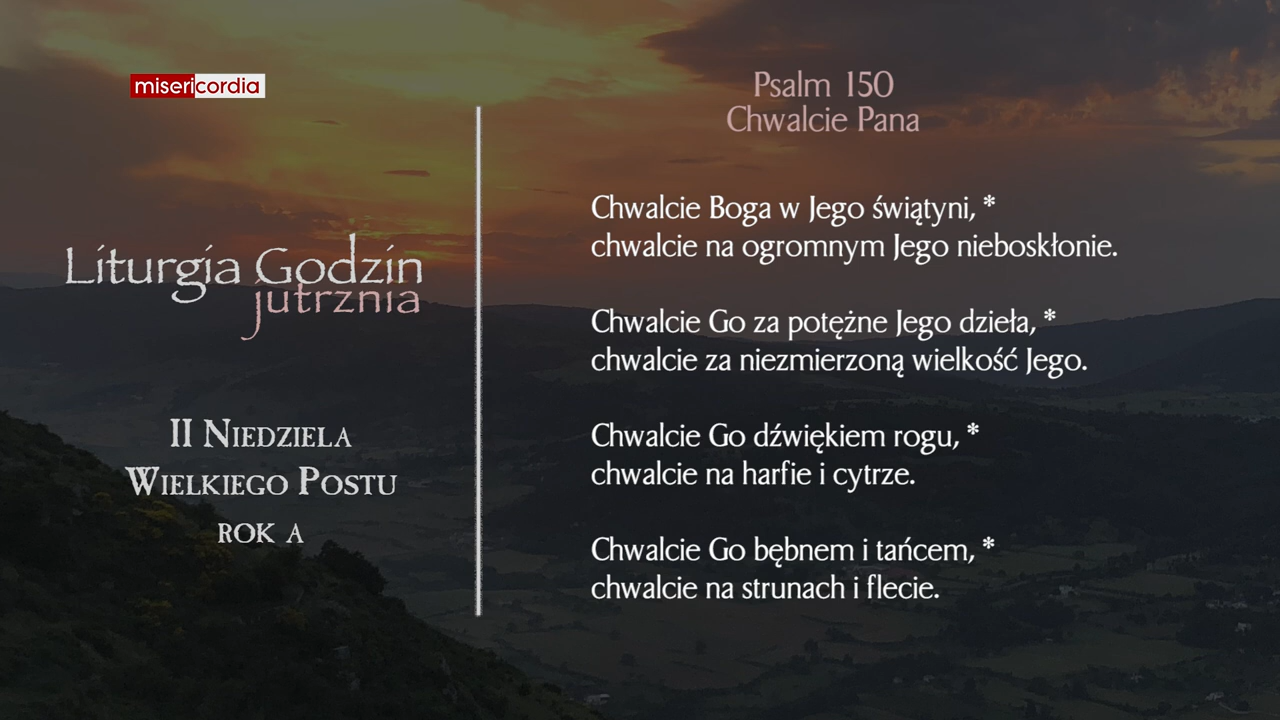 misericordia
Liturgia Godzin
jutrznia
II Niedziela
Wielkiego Postu
rok A
Psalm 150
Chwalcie Pana
Chwalcie Boga w Jego świątyni, *
chwalcie na ogromnym Jego nieboskłonie.
Chwalcie Go za potężne Jego dzieła, *
chwalcie za niezmierzoną wielkość Jego.
Chwalcie Go dźwiękiem rogu, *
chwalcie na harfie i cytrze.
Chwalcie Go bębnem i tańcem, *
chwalcie na strunach i flecie.